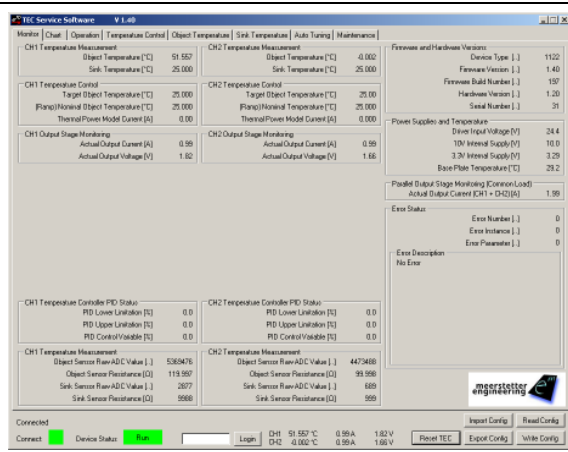 TEC Service Software V 1.40
Monitor Chart Operation Temperature Control Object Temperature Sink Temperature Auto Tuning Maintenance
CH1 Temperature Measurement
Object Temperature [°C] 51.557
Sink Temperature [°C] 25.000
CH1 Temperature Control
Target Object Temperature [°C] 25.000
(Ramp) Nominal Object Temperature [°C] 25.000
Thermal Power Model Current [A] 0.00
CH1 Output Stage Monitoring
Actual Output Current [A] 0.99
Actual Output Voltage [V] 1.82
CH2 Temperature Measurement
Object Temperature [°C] -0.002
Sink Temperature [°C] 25.000
CH2 Temperature Control
Target Object Temperature [°C] 25.00
(Ramp) Nominal Object Temperature [°C] 25.000
Thermal Power Model Current [A] 0.00
CH2 Output Stage Monitoring
Actual Output Current [A] 0.99
Actual Output Voltage [V] 1.66
Firmware and Hardware Versions
Device Type [..] 1122
Firmware Version [..] 1.40
Firmware Build Number [..] 197
Hardware Version [..] 1.20
Serial Number [..] 31
Power Supplies and Temperature
Driver Input Voltage [V] 24.4
10V Internal Supply [V] 10.0
3.3V Internal Supply [V] 3.29
Base Plate Temperature [°C] 29.2
Parallel Output Stage Monitoring (Common Load)
Actual Output Current (CH1 + CH2) [A] 1.99
Error Status
Error Number [..] 0
Error Instance [..] 0
Error Parameter [..] 0
Error Description
No Error
CH1 Temperature Controller PID Status
PID Lower Limitation [%] 0.0
PID Upper Limitation [%] 0.0
PID Control Variable [%] 0.0
CH2 Temperature Controller PID Status
PID Lower Limitation [%] 0.0
PID Upper Limitation [%] 0.0
PID Control Variable [%] 0.0
CH1 Temperature Measurement
Object Sensor Raw ADC Value [..] 5369476
Object Sensor Resistance [Ω] 119.997
Sink Sensor Raw ADC Value [..] 2877
Sink Sensor Resistance [Ω] 9988
CH2 Temperature Measurement
Object Sensor Raw ADC Value [..] 4473488
Object Sensor Resistance [Ω] 99.998
Sink Sensor Raw ADC Value [..] 689
Sink Sensor Resistance [Ω] 999
meerstetter
engineering
Connected
Connect Device Status Run Login
CH1 51.557 °C 0.99 A 1.82 V
CH2 -0.002 °C 0.99 A 1.66 V
Reset TEC
Import Config Read Config
Export Config Write Config